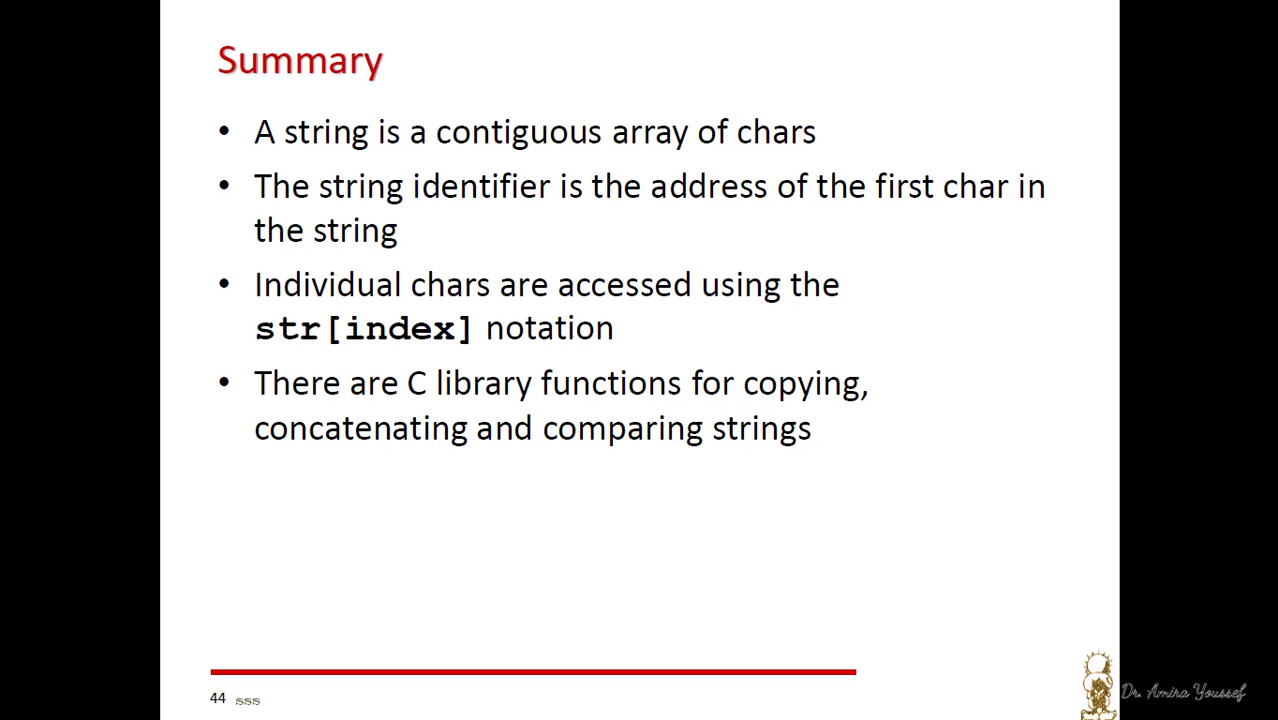 Summary
• A string is a contiguous array of chars
• The string identifier is the address of the first char in
the string
• Individual chars are accessed using the
str[index] notation
• There are C library functions for copying,
concatenating and comparing strings
44 sss
Dr. Amira Youssef